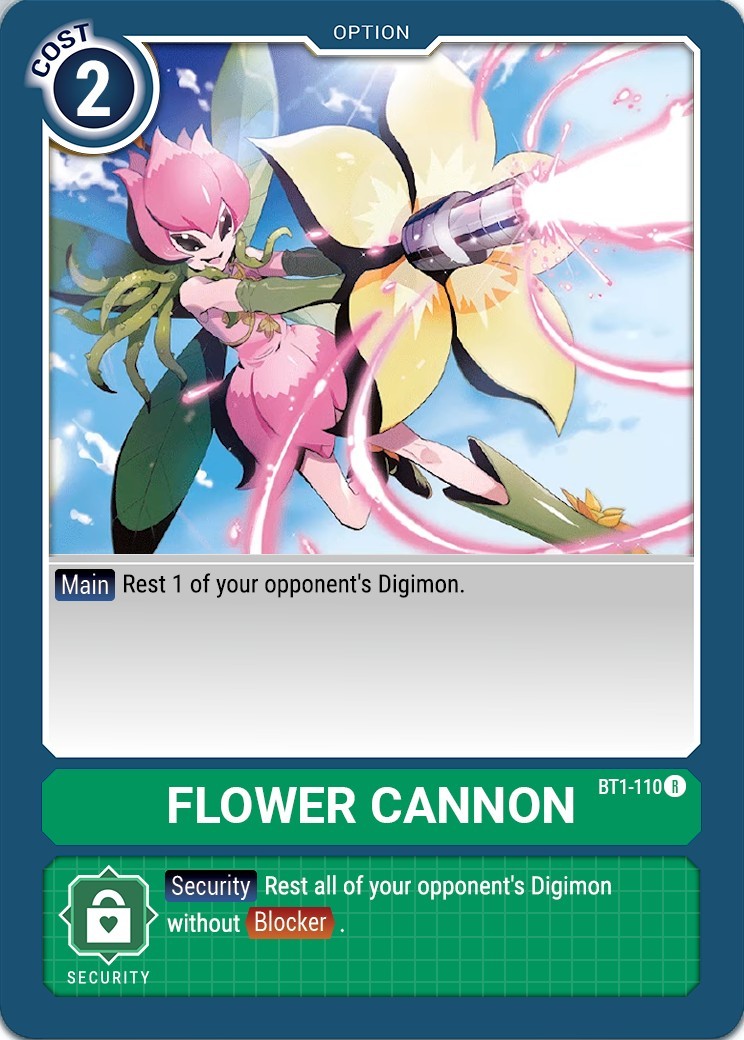 OPTION
COST
2
Main Rest 1 of your opponent's Digimon.
BT1-110 R
FLOWER CANNON
Security Rest all of your opponent's Digimon
without Blocker .
SECURITY